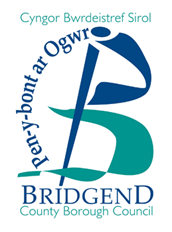 Cyngor Bwrdeistref Sirol
Pen-y-bont ar Ogwr
BRIDGEND
County Borough Council